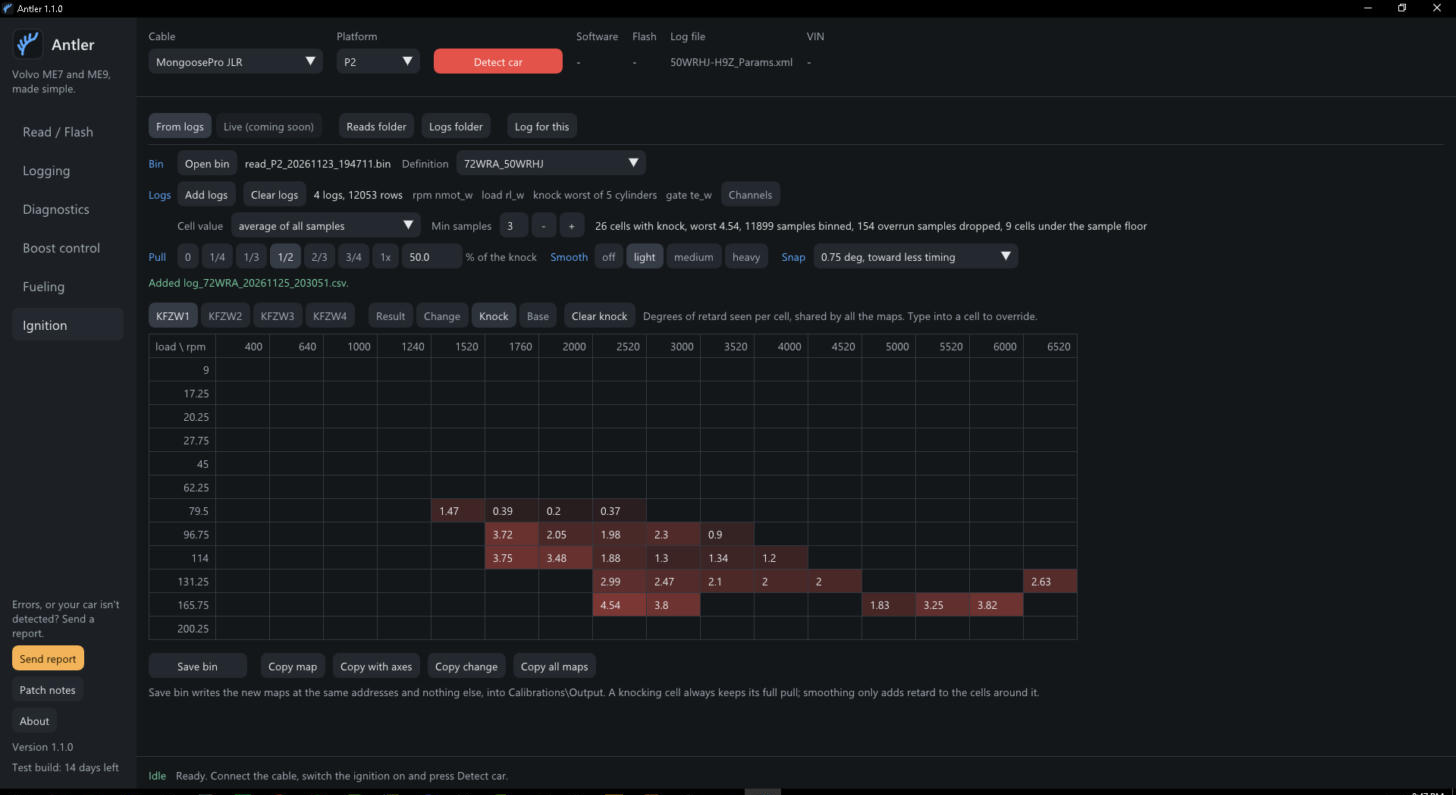 Antler 1.1.0
Antler
Volvo ME7 and ME9,
made simple.
Read / Flash
Logging
Diagnostics
Boost control
Fueling
Ignition
Errors, or your car isn't
detected? Send a
report.
Send report
Patch notes
About
Version 1.1.0
Test build: 14 days left
Cable Platform Software Flash Log file VIN
MongoosePro JLR P2 Detect car - - 50WRHJ-H9Z_Params.xml -
From logs Live (coming soon) Reads folder Logs folder Log for this
Bin Open bin read_P2_20261123_194711.bin Definition 72WRA_50WRHJ
Logs Add logs Clear logs 4 logs, 12053 rows rpm nmot_w load rl_w knock worst of 5 cylinders gate te_w Channels
Cell value average of all samples Min samples 3 - + 26 cells with knock, worst 4.54, 11899 samples binned, 154 overrun samples dropped, 9 cells under the sample floor
Pull 0 1/4 1/3 1/2 2/3 3/4 1x 50.0 % of the knock Smooth off light medium heavy Snap 0.75 deg, toward less timing
Added log_72WRA_20261125_203051.csv.
KFZW1 KFZW2 KFZW3 KFZW4 Result Change Knock Base Clear knock Degrees of retard seen per cell, shared by all the maps. Type into a cell to override.
load \ rpm 400 640 1000 1240 1520 1760 2000 2520 3000 3520 4000 4520 5000 5520 6000 6520
9
17.25
20.25
27.75
45
62.25
79.5 1.47 0.39 0.2 0.37
96.75 3.72 2.05 1.98 2.3 0.9
114 3.75 3.48 1.88 1.3 1.34 1.2
131.25 2.99 2.47 2.1 2 2 2.63
165.75 4.54 3.8 1.83 3.25 3.82
200.25
Save bin Copy map Copy with axes Copy change Copy all maps
Save bin writes the new maps at the same addresses and nothing else, into Calibrations\Output. A knocking cell always keeps its full pull; smoothing only adds retard to the cells around it.
Idle Ready. Connect the cable, switch the ignition on and press Detect car.